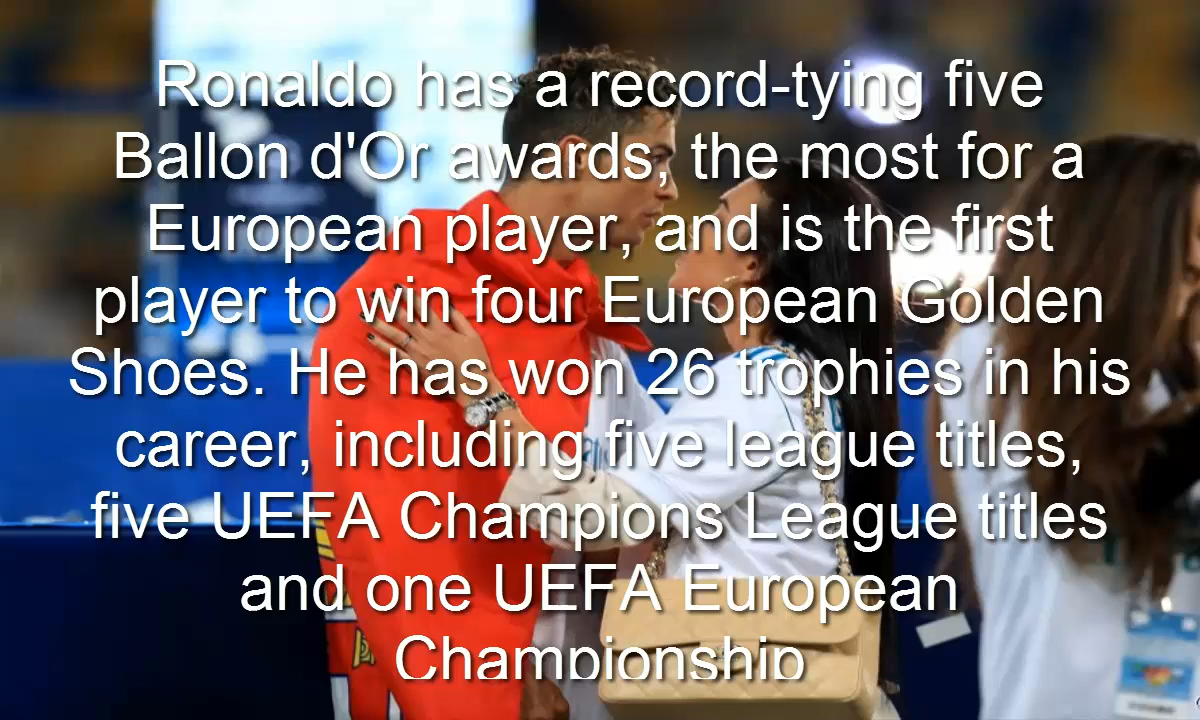 Ronaldo has a record-tying five
Ballon d'Or awards, the most for a
European player, and is the first
player to win four European Golden
Shoes. He has won 26 trophies in his
career, including five league titles,
five UEFA Champions League titles
and one UEFA European
Championship